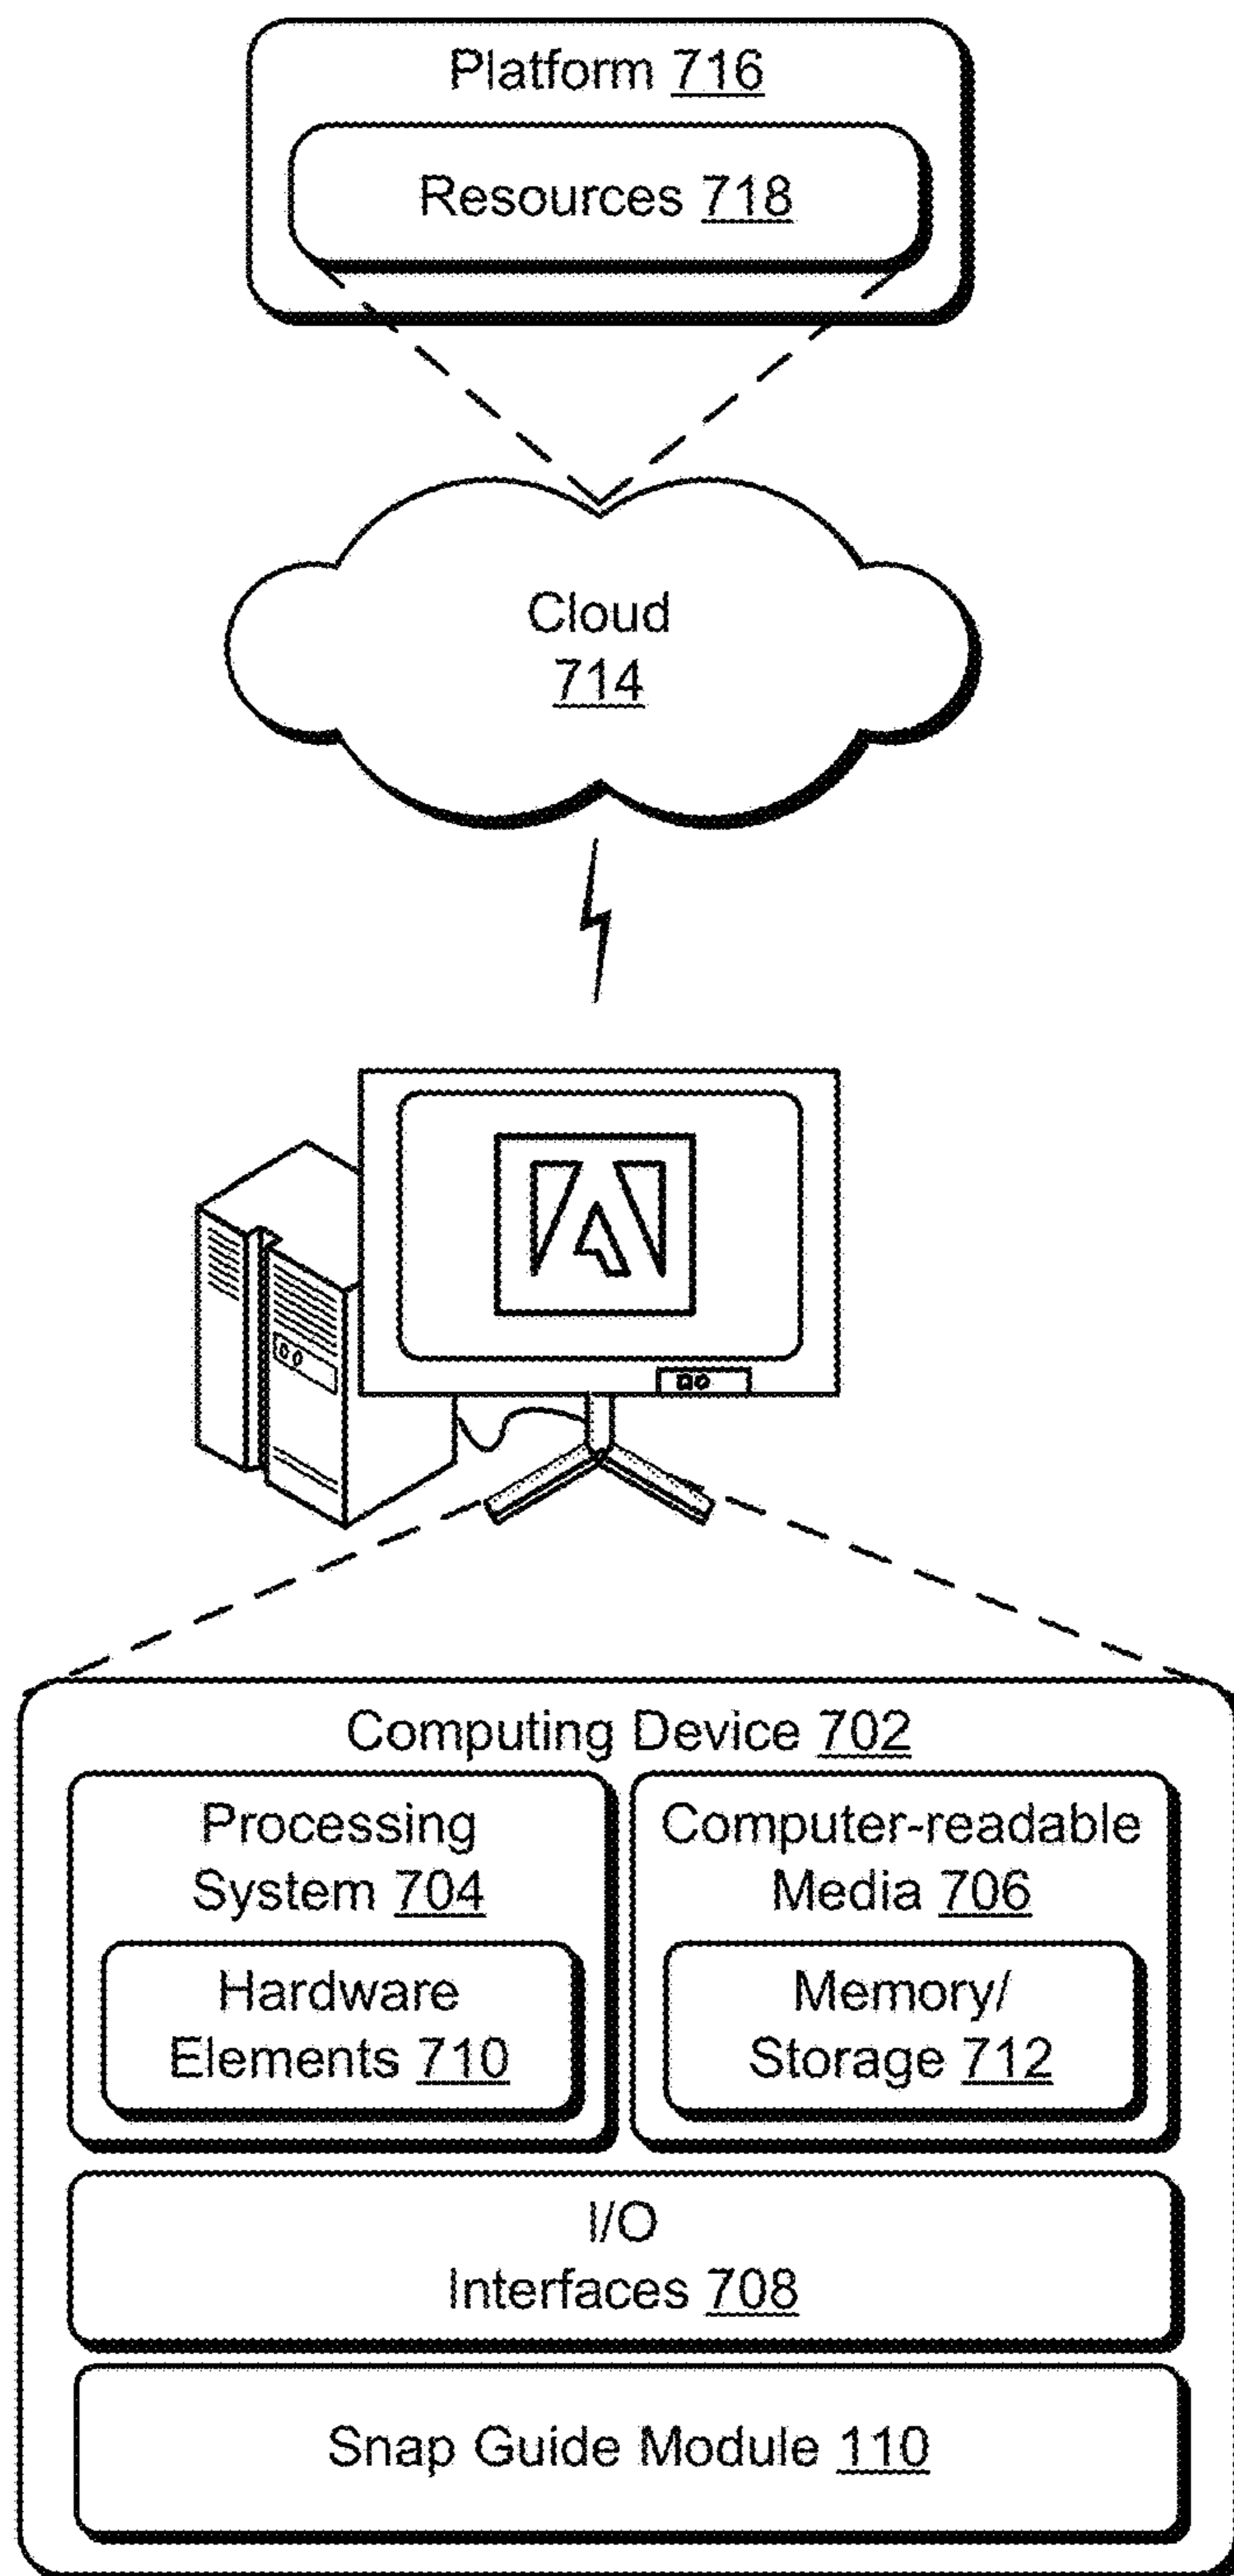 Platform 716
Resources 718
Cloud
714
Computing Device 702
Processing
System 704
Hardware
Elements 710
Computer-readable
Media 706
Memory/
Storage 712
I/O
Interfaces 708
Snap Guide Module 110